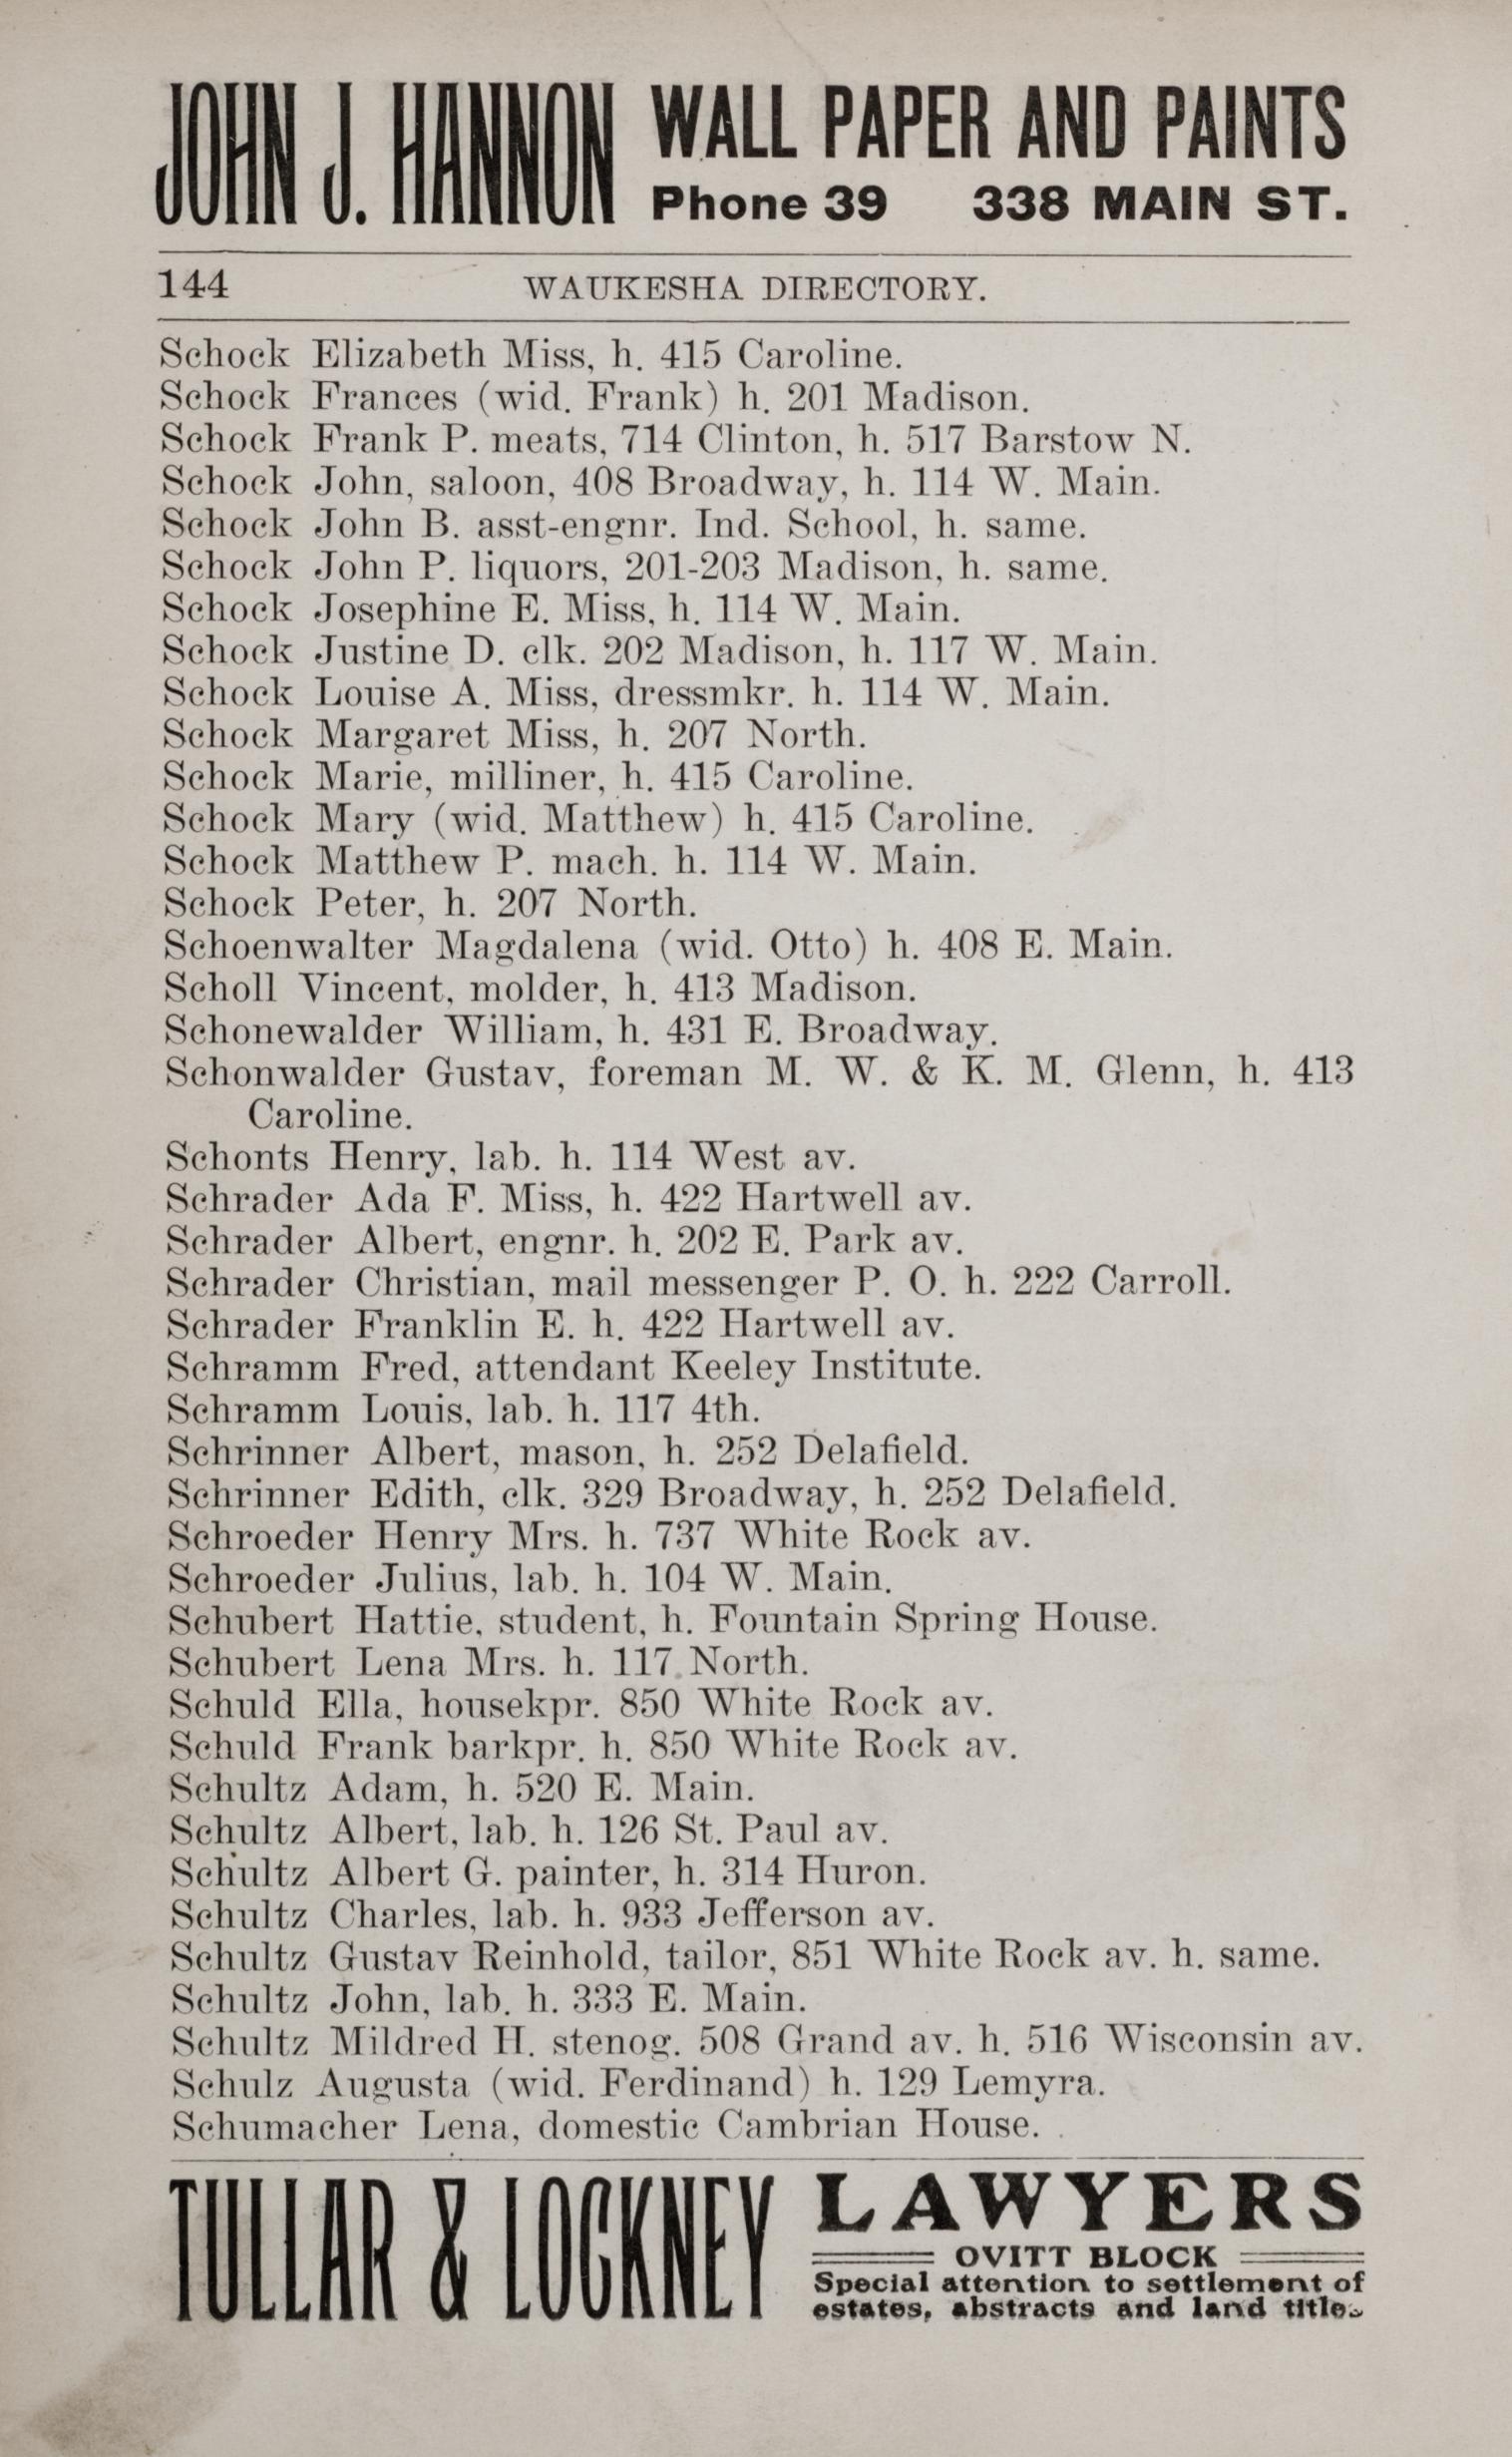 JOHN J. HANNON
WALL PAPER AND PAINTS
Phone 39 338 MAIN ST.
144 WAUKESHA DIRECTORY.
Schock Elizabeth Miss, h. 415 Caroline.
Schock Frances (wid. Frank) h. 201 Madison.
Schock Frank P. meats, 714 Clinton, h. 517 Barstow N.
Schock John, saloon, 408 Broadway, h. 114 W. Main.
Schock John B. asst-engnr. Ind. School, h. same.
Schock John P. liquors, 201-203 Madison, h. same.
Schock Josephine E. Miss, h. 114 W. Main.
Schock Justine D. clk. 202 Madison, h. 117 W. Main.
Schock Louise A. Miss, dressmkr. h. 114 W. Main.
Schock Margaret Miss, h. 207 North.
Schock Marie, milliner, h. 415 Caroline.
Schock Mary (wid. Matthew) h. 415 Caroline.
Schock Matthew P. mach. h. 114 W. Main.
Schock Peter, h. 207 North.
Schoenwalter Magdalena (wid. Otto) h. 408 E. Main.
Scholl Vincent, molder, h. 413 Madison.
Schonewalder William, h. 431 E. Broadway.
Schonwalder Gustav, foreman M. W. & K. M. Glenn, h. 413
Caroline.
Schonts Henry, lab. h. 114 West av.
Schrader Ada F. Miss, h. 422 Hartwell av.
Schrader Albert, engnr. h. 202 E. Park av.
Schrader Christian, mail messenger P. O. h. 222 Carroll.
Schrader Franklin E. h. 422 Hartwell av.
Schramm Fred, attendant Keeley Institute.
Schramm Louis, lab. h. 117 4th.
Schrinner Albert, mason, h. 252 Delafield.
Schrinner Edith, clk. 329 Broadway, h. 252 Delafield.
Schroeder Henry Mrs. h. 737 White Rock av.
Schroeder Julius, lab. h. 104 W. Main.
Schubert Hattie, student, h. Fountain Spring House.
Schubert Lena Mrs. h. 117 North.
Schuld Ella, housekpr. 850 White Rock av.
Schuld Frank barkpr. h. 850 White Rock av.
Schultz Adam, h. 520 E. Main.
Schultz Albert, lab. h. 126 St. Paul av.
Schultz Albert G. painter, h. 314 Huron.
Schultz Charles, lab. h. 933 Jefferson av.
Schultz Gustav Reinhold, tailor, 851 White Rock av. h. same.
Schultz John, lab. h. 333 E. Main.
Schultz Mildred H. stenog. 508 Grand av. h. 516 Wisconsin av.
Schulz Augusta (wid. Ferdinand) h. 129 Lemyra.
Schumacher Lena, domestic Cambrian House.
TULLAR & LOCKNEY
LAWYERS
OVITT BLOCK
Special attention to settlement of
estates, abstracts and land titles